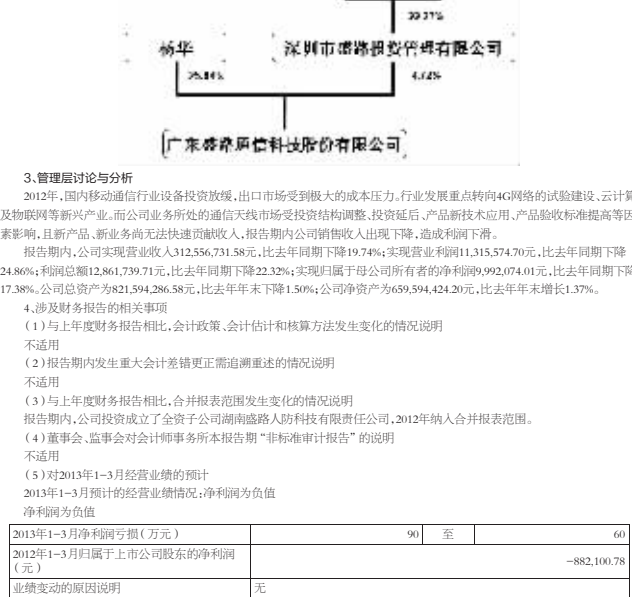 39.37%
杨华
深圳市盛路投资管理有限公司
4.72%
广东盛路通信科技股份有限公司
3、管理层讨论与分析
2012年，国内移动通信行业设备投资放缓，出口市场受到极大的成本压力。行业发展重点转向4G网络的试验建设、云计算
及物联网等新兴产业。而公司业务所处的通信天线市场受投资结构调整、投资延后、产品新技术应用、产品验收标准提高等因
素影响，且新产品、新业务尚无法快速贡献收入，报告期内公司销售收入出现下降，造成利润下滑。
报告期内，公司实现营业收入312,556,731.58元，比去年同期下降19.74%；实现营业利润11,315,574.70元，比去年同期下降
24.86%；利润总额12,861,739.71元，比去年同期下降22.32%；实现归属于母公司所有者的净利润9,992,074.01元，比去年同期下降
17.38%。公司总资产为821,594,286.58元，比去年年末下降1.50%；公司净资产为659,594,424.20元，比去年年末增长1.37%。
4、涉及财务报告的相关事项
（1）与上年度财务报告相比，会计政策、会计估计和核算方法发生变化的情况说明
不适用
（2）报告期内发生重大会计差错更正需追溯重述的情况说明
不适用
（3）与上年度财务报告相比，合并报表范围发生变化的情况说明
报告期内，公司投资成立了全资子公司湖南盛路人防科技有限责任公司，2012年纳入合并报表范围。
（4）董事会、监事会对会计师事务所本报告期“非标准审计报告”的说明
不适用
（5）对2013年1-3月经营业绩的预计
2013年1-3月预计的经营业绩情况：净利润为负值
净利润为负值
2013年1-3月净利润亏损（万元） 90 至 60
2012年1-3月归属于上市公司股东的净利润
（元） -882,100.78
业绩变动的原因说明 无